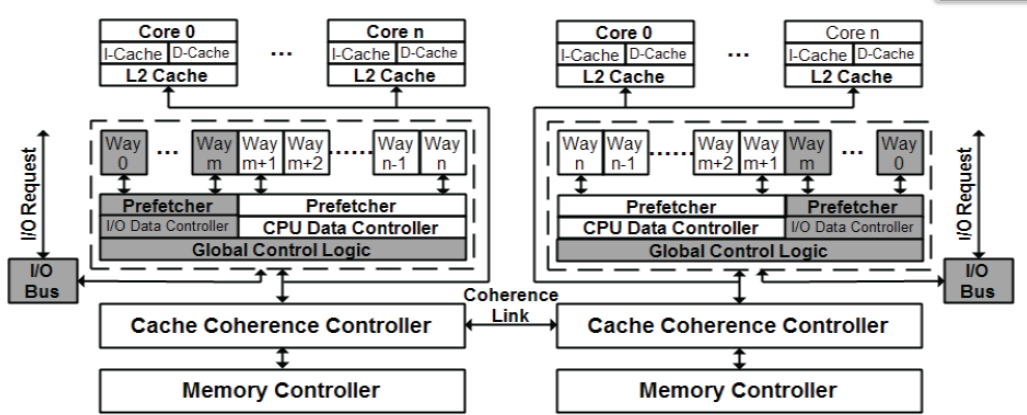 Core 0 ... Core n
I-Cache D-Cache I-Cache D-Cache
L2 Cache L2 Cache
Way 0 ... Way m Way m+1 Way m+2 ...... Way n-1 Way n
Prefetcher Prefetcher
I/O Data Controller CPU Data Controller
Global Control Logic
I/O Request
I/O
Bus
Cache Coherence Controller
Memory Controller
Coherence
Link
Core 0 ... Core n
I-Cache D-Cache I-Cache D-Cache
L2 Cache L2 Cache
Way n Way n-1 ...... Way m+2 Way m+1 Way m ... Way 0
Prefetcher Prefetcher
CPU Data Controller I/O Data Controller
Global Control Logic
I/O Request
I/O
Bus
Cache Coherence Controller
Memory Controller